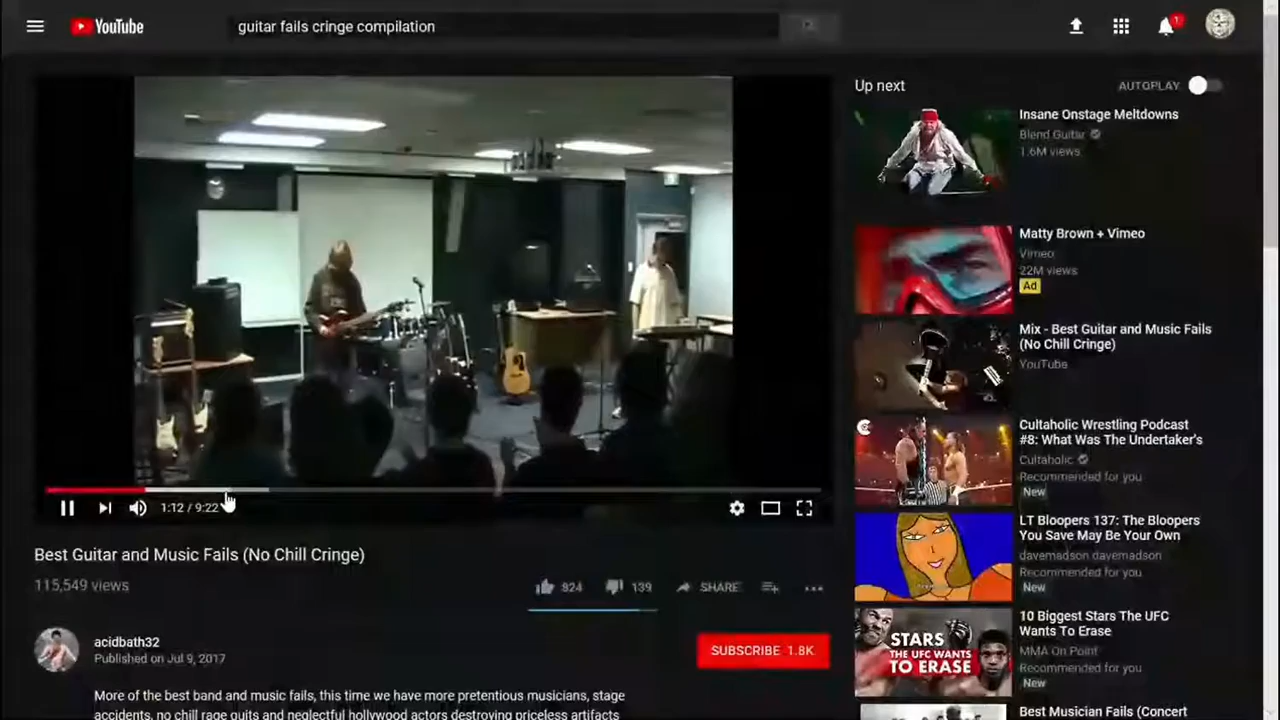 YouTube
guitar fails cringe compilation
1
1:12 / 9:22
Best Guitar and Music Fails (No Chill Cringe)
115,549 views
824
139
SHARE
acidbath32
Published on Jul 9, 2017
SUBSCRIBE 1.8K
More of the best band and music fails, this time we have more pretentious musicians, stage
accidents, no chill rage quits and neglectful hollywood actors destroying priceless artifacts
Up next
AUTOPLAY
Insane Onstage Meltdowns
Blend Guitar
1.6M views
Matty Brown + Vimeo
Vimeo
22M views
Ad
Mix - Best Guitar and Music Fails
(No Chill Cringe)
YouTube
Cultaholic Wrestling Podcast
#8: What Was The Undertaker's
Cultaholic
Recommended for you
New
LT Bloopers 137: The Bloopers
You Save May Be Your Own
davemadson davemadson
Recommended for you
New
STARS
THE UFC WANTS
TO ERASE
10 Biggest Stars The UFC
Wants To Erase
MMA On Point
Recommended for you
New
Best Musician Fails (Concert